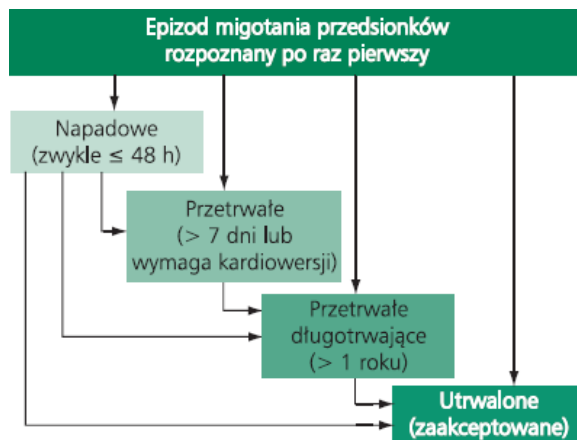 Epizod migotania przedsionków
rozpoznany po raz pierwszy
Napadowe
(zwykle ≤ 48 h)
Przetrwałe
(> 7 dni lub
wymaga kardiowersji)
Przetrwałe
długotrwające
(> 1 roku)
Utrwalone
(zaakceptowane)